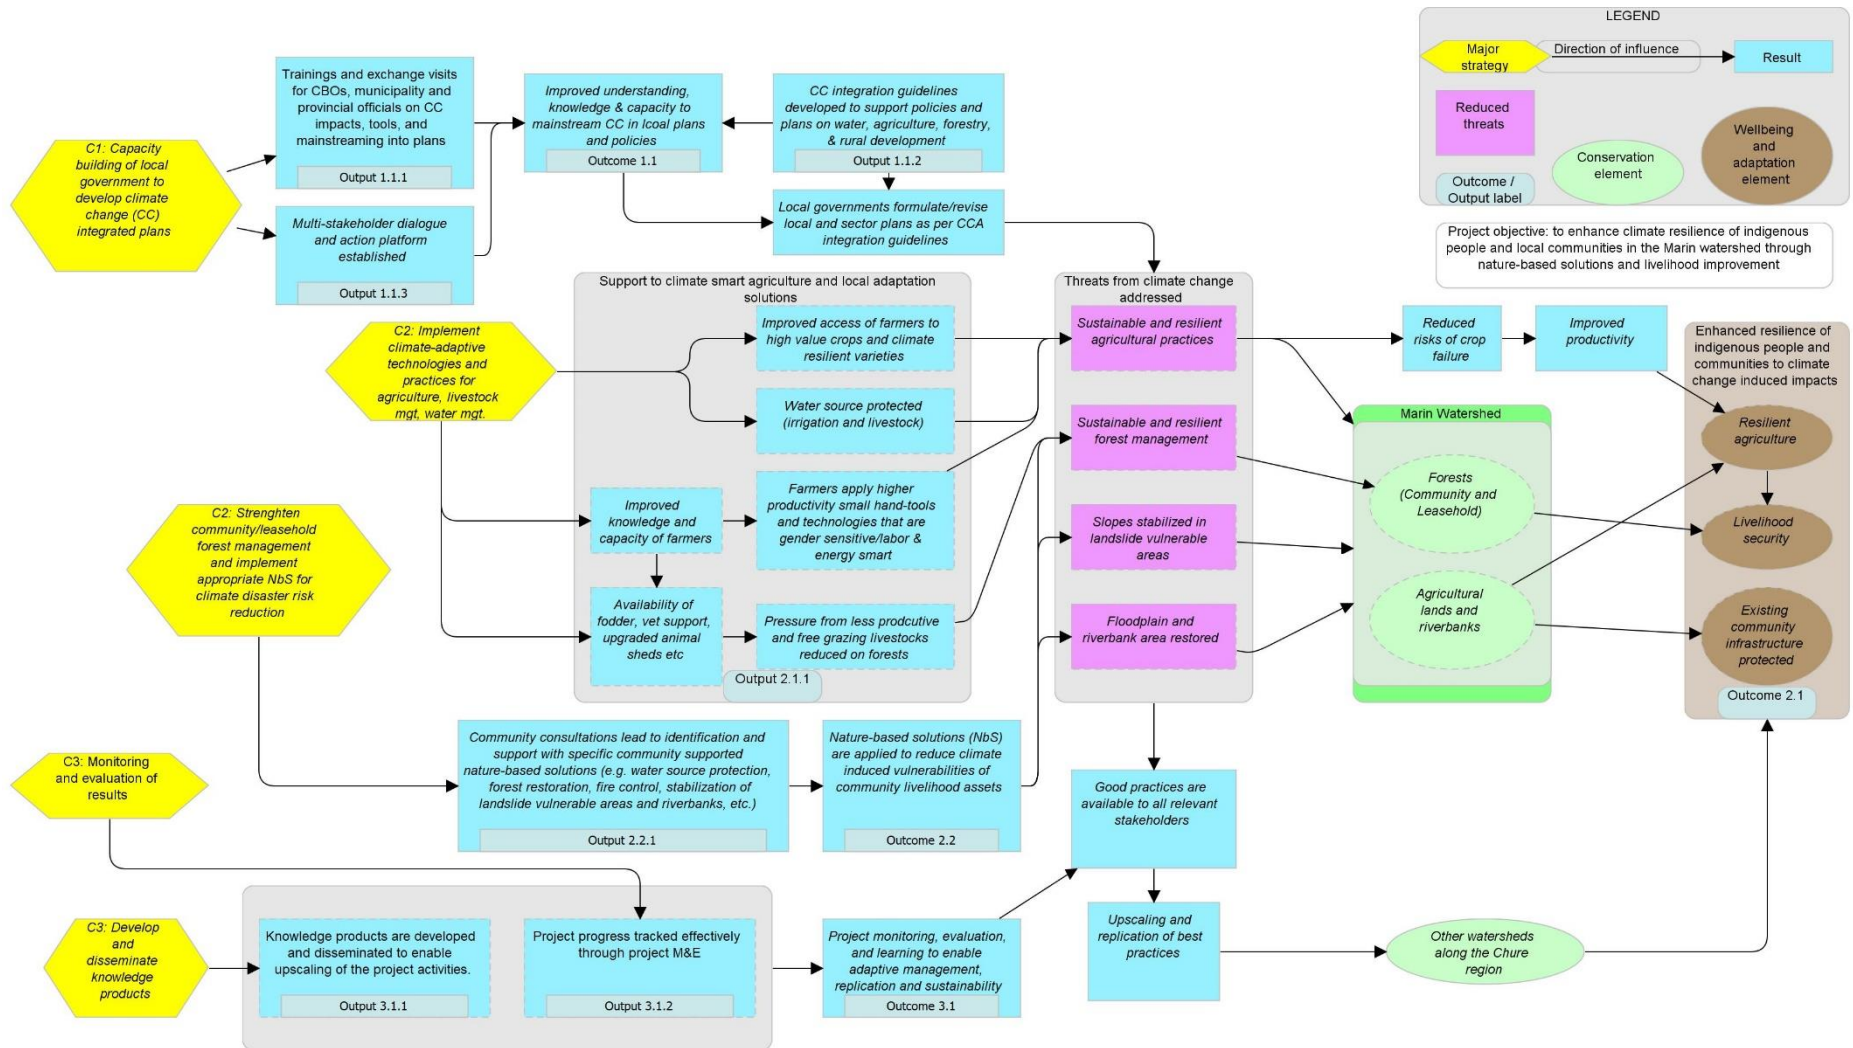 LEGEND
Major
strategy
Direction of influence
Result
Reduced
threats
Conservation
element
Wellbeing
and
adaptation
element
Outcome /
Output label
Project objective: to enhance climate resilience of indigenous
people and local communities in the Marin watershed through
nature-based solutions and livelihood improvement
C1: Capacity
building of local
government to
develop climate
change (CC)
integrated plans
Trainings and exchange visits
for CBOs, municipality and
provincial officials on CC
impacts, tools, and
mainstreaming into plans
Output 1.1.1
Multi-stakeholder dialogue
and action platform
established
Output 1.1.3
Improved understanding,
knowledge & capacity to
mainstream CC in lcoal plans
and policies
Outcome 1.1
CC integration guidelines
developed to support policies and
plans on water, agriculture, forestry,
& rural development
Output 1.1.2
Local governments formulate/revise
local and sector plans as per CCA
integration guidelines
C2: Implement
climate-adaptive
technologies and
practices for
agriculture, livestock
mgt, water mgt.
Support to climate smart agriculture and local adaptation
solutions
Improved access of farmers to
high value crops and climate
resilient varieties
Water source protected
(irrigation and livestock)
Improved
knowledge and
capacity of farmers
Farmers apply higher
productivity small hand-tools
and technologies that are
gender sensitive/labor &
energy smart
Availability of
fodder, vet support,
upgraded animal
sheds etc
Pressure from less prodcutive
and free grazing livestocks
reduced on forests
Output 2.1.1
Threats from climate change
addressed
Sustainable and resilient
agricultural practices
Sustainable and resilient
forest management
Slopes stabilized in
landslide vulnerable
areas
Floodplain and
riverbank area restored
Reduced
risks of crop
failure
Improved
productivity
Marin Watershed
Forests
(Community and
Leasehold)
Agricultural
lands and
riverbanks
Enhanced resilience of
indigenous people and
communities to climate
change induced impacts
Resilient
agriculture
Livelihood
security
Existing
community
infrastructure
protected
Outcome 2.1
C2: Strenghten
community/leasehold
forest management
and implement
appropriate NbS for
climate disaster risk
reduction
Community consultations lead to identification and
support with specific community supported
nature-based solutions (e.g. water source protection,
forest restoration, fire control, stabilization of
landslide vulnerable areas and riverbanks, etc.)
Output 2.2.1
Nature-based solutions (NbS)
are applied to reduce climate
induced vulnerabilities of
community livelihood assets
Outcome 2.2
Good practices are
available to all relevant
stakeholders
C3: Monitoring
and evaluation of
results
C3: Develop
and
disseminate
knowledge
products
Knowledge products are developed
and disseminated to enable
upscaling of the project activities.
Output 3.1.1
Project progress tracked effectively
through project M&E
Output 3.1.2
Project monitoring, evaluation,
and learning to enable
adaptive management,
replication and sustainability
Outcome 3.1
Upscaling and
replication of best
practices
Other watersheds
along the Chure
region